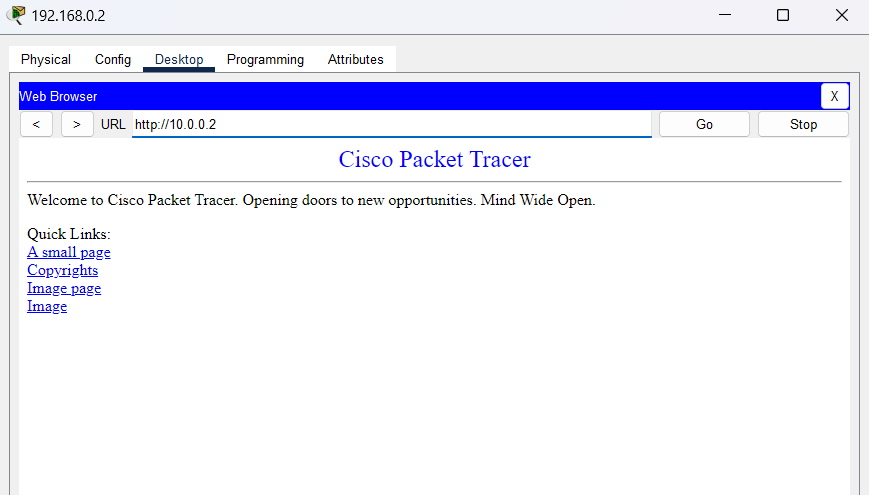 192.168.0.2
Physical Config Desktop Programming Attributes
Web Browser X
< > URL http://10.0.0.2 Go Stop
Cisco Packet Tracer
Welcome to Cisco Packet Tracer. Opening doors to new opportunities. Mind Wide Open.
Quick Links:
A small page
Copyrights
Image page
Image